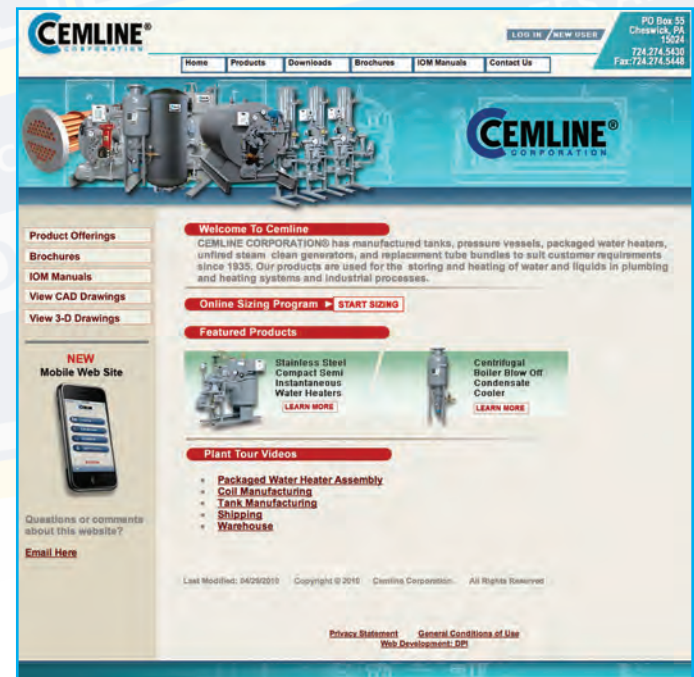 CEMLINE®
CORPORATION
LOG IN / NEW USER
PO Box 55
Cheswick, PA
15024
724.274.5430
Fax:724.274.5448
Home
Products
Downloads
Brochures
IOM Manuals
Contact Us
CEMLINE®
CORPORATION
Product Offerings
Brochures
IOM Manuals
View CAD Drawings
View 3-D Drawings
NEW
Mobile Web Site
Questions or comments
about this website?
Email Here
Welcome To Cemline
CEMLINE CORPORATION® has manufactured tanks, pressure vessels, packaged water heaters,
unfired steam clean generators, and replacement tube bundles to suit customer requirements
since 1935. Our products are used for the storing and heating of water and liquids in plumbing
and heating systems and industrial processes.
Online Sizing Program ► START SIZING
Featured Products
Stainless Steel
Compact Semi
Instantaneous
Water Heaters
LEARN MORE
Centrifugal
Boiler Blow Off
Condensate
Cooler
LEARN MORE
Plant Tour Videos
Packaged Water Heater Assembly
Coil Manufacturing
Tank Manufacturing
Shipping
Warehouse
Last Modified: 04/29/2010 Copyright © 2010 Cemline Corporation. All Rights Reserved
Privacy Statement General Conditions of Use
Web Development: DPI